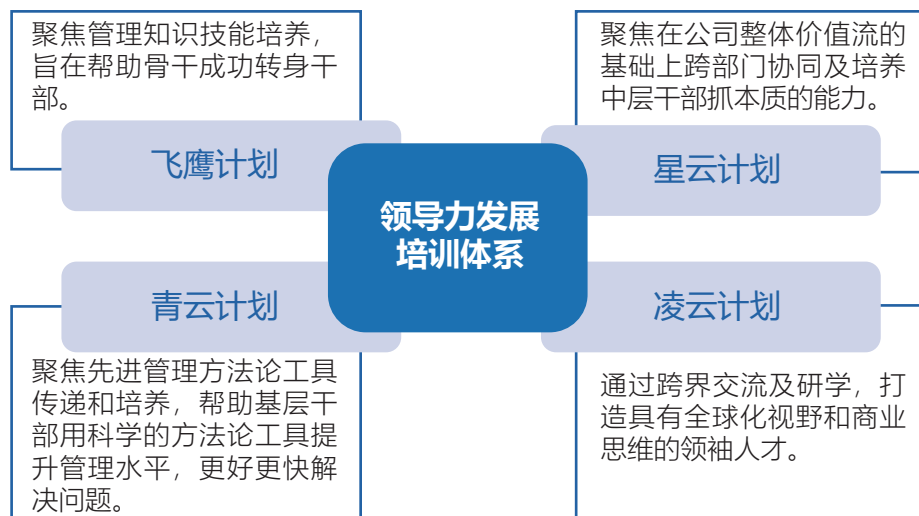 聚焦管理知识技能培养，
旨在帮助骨干成功转身干
部。
飞鹰计划
聚焦在公司整体价值流的
基础上跨部门协同及培养
中层干部抓本质的能力。
星云计划
领导力发展
培训体系
青云计划
聚焦先进管理方法论工具
传递和培养，帮助基层干
部用科学的方法论工具提
升管理水平，更好更快解
决问题。
凌云计划
通过跨界交流及研学，打
造具有全球化视野和商业
思维的领袖人才。